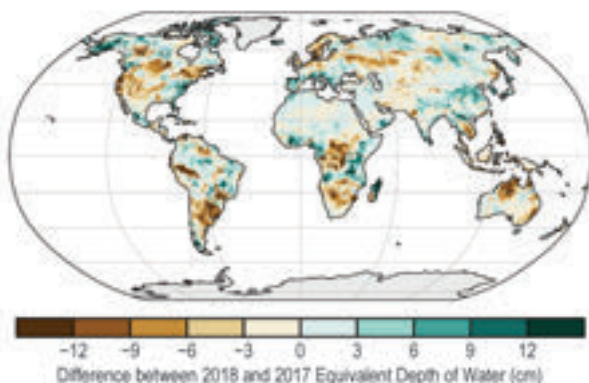 −12 −9 −6 −3 0 3 6 9 12
Difference between 2018 and 2017 Equivalent Depth of Water (cm)